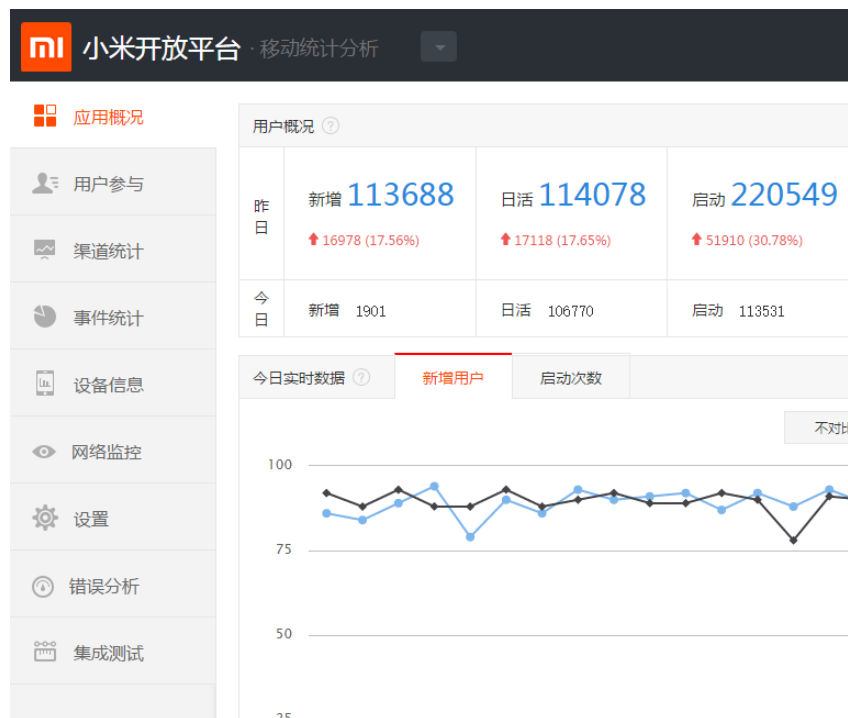 小米开放平台 · 移动统计分析
应用概况
用户参与
渠道统计
事件统计
设备信息
网络监控
设置
错误分析
集成测试
用户概况 ?
昨日
新增 113688
16978 (17.56%)
日活 114078
17118 (17.65%)
启动 220549
51910 (30.78%)
今日
新增 1901
日活 106770
启动 113531
今日实时数据 ?
新增用户
启动次数
不对
100
75
50
25